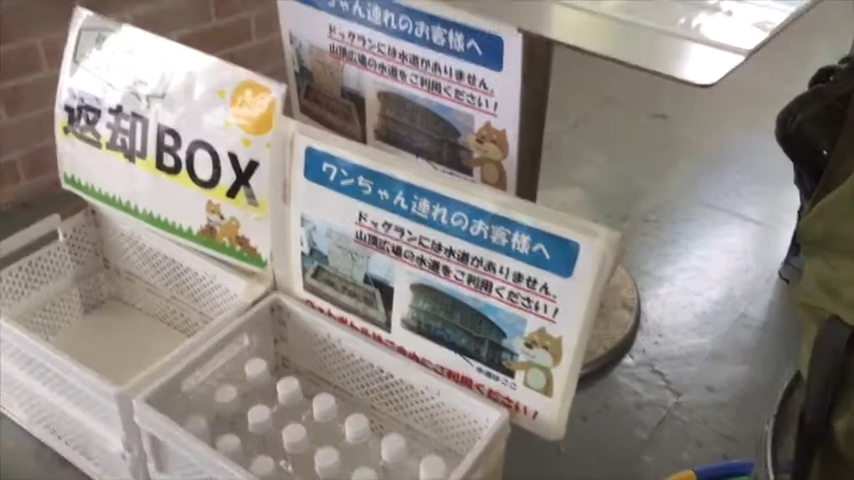 ワンちゃん連れのお客様へ
ドッグランには水道がありません。
山頂広場の水道をご利用ください!
返却BOX
ワンちゃん連れのお客様へ
ドッグランには水道がありません。
山頂広場の水道をご利用ください!
水道はここ